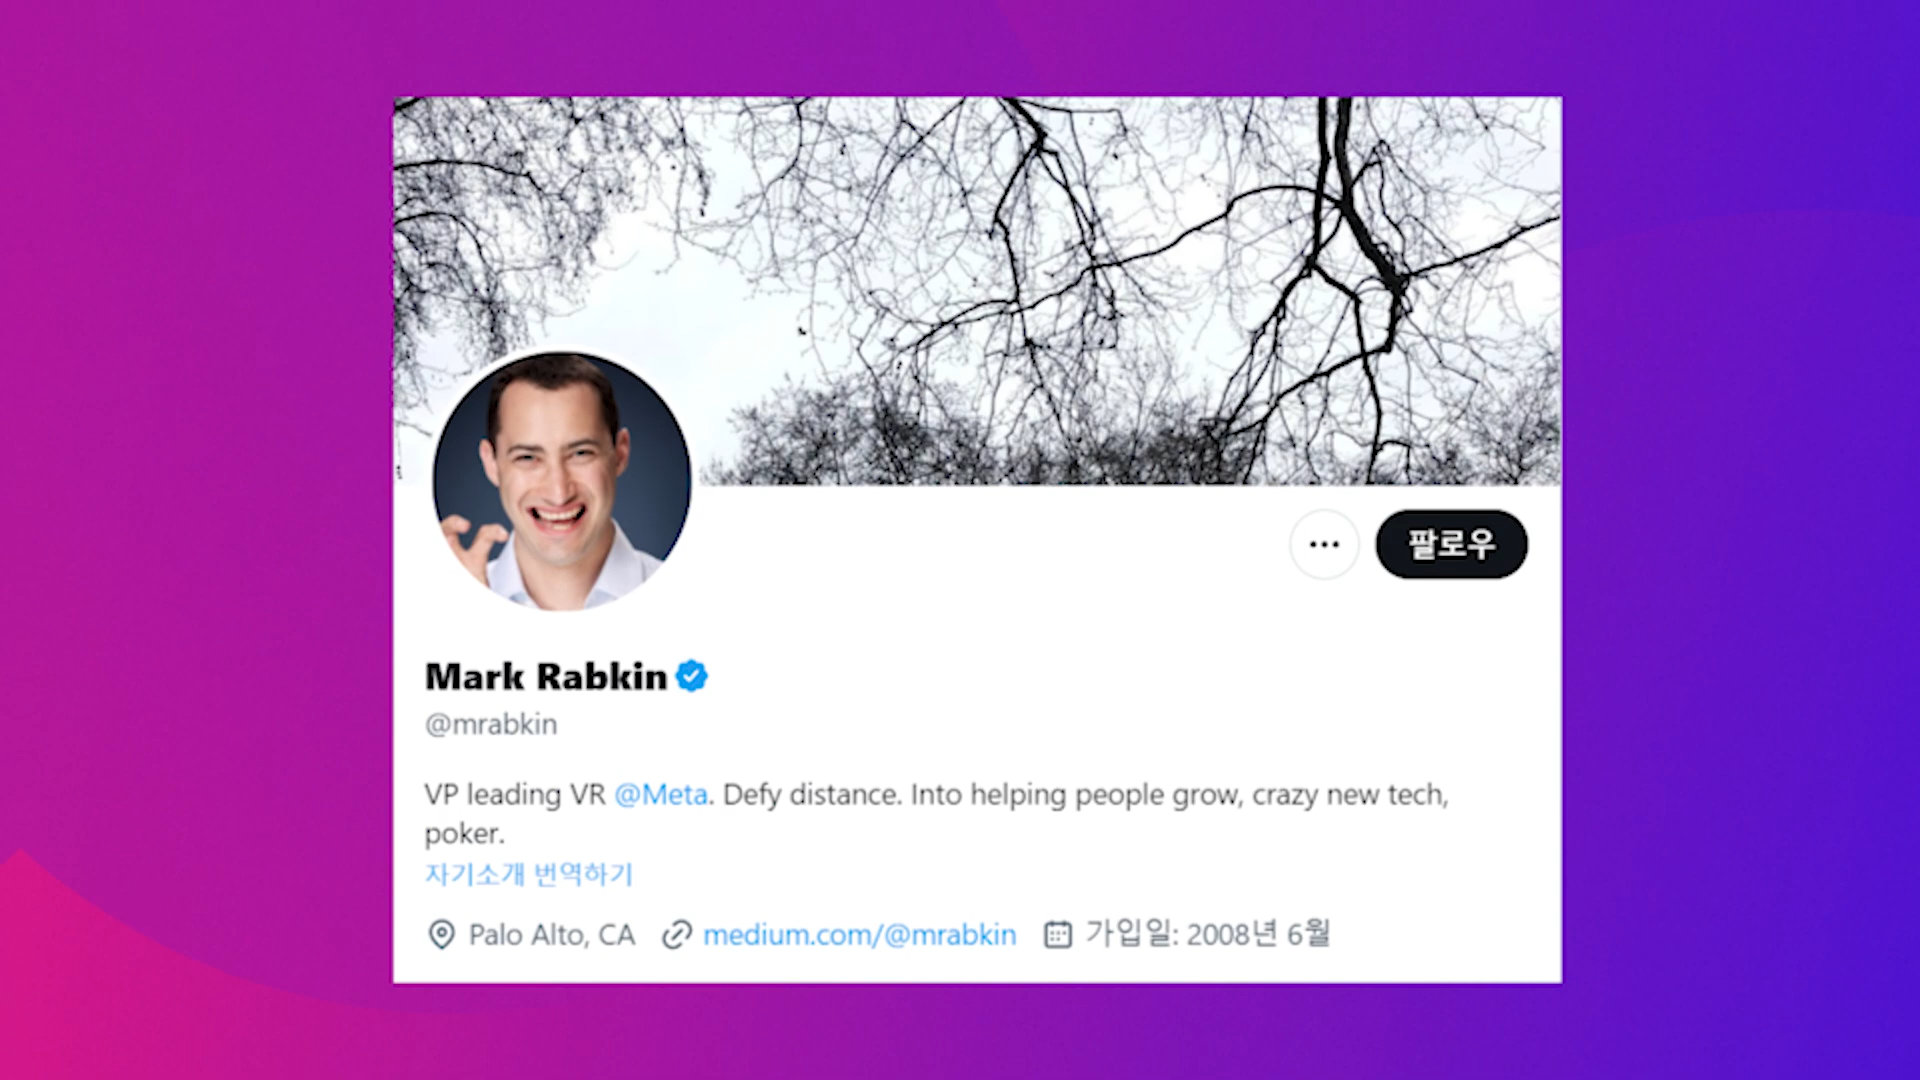 팔로우
Mark Rabkin
@mrabkin
VP leading VR @Meta. Defy distance. Into helping people grow, crazy new tech,
poker.
자기소개 번역하기
Palo Alto, CA medium.com/@mrabkin 가입일: 2008년 6월